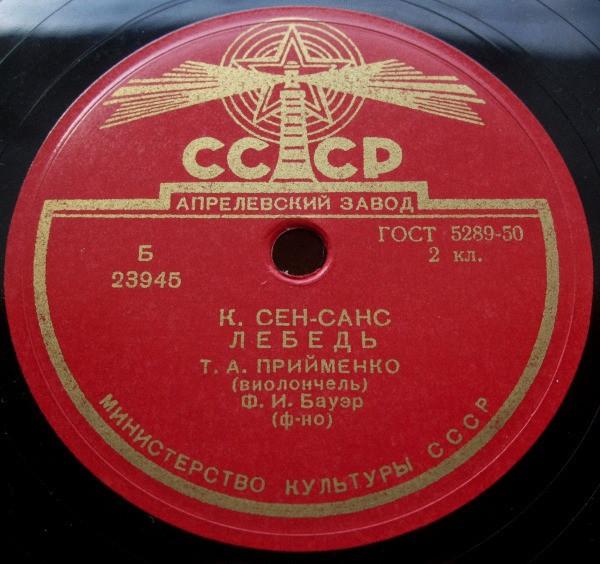 СССР
АПРЕЛЕВСКИЙ ЗАВОД
Б
23945
ГОСТ 5289-50
2 кл.
К. СЕН-САНС
ЛЕБЕДЬ
Т. А. ПРИЙМЕНКО
(виолончель)
Ф. И. Бауэр
(ф-но)
МИНИСТЕРСТВО КУЛЬТУРЫ СССР